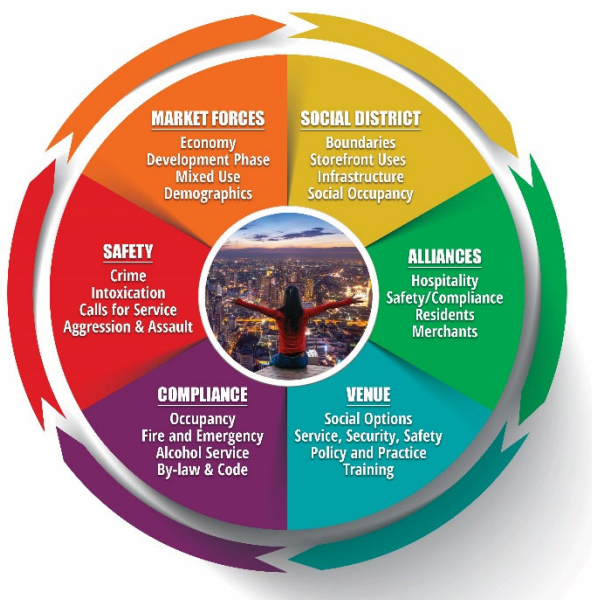 MARKET FORCES
Economy
Development Phase
Mixed Use
Demographics
SOCIAL DISTRICT
Boundaries
Storefront Uses
Infrastructure
Social Occupancy
ALLIANCES
Hospitality
Safety/Compliance
Residents
Merchants
VENUE
Social Options
Service, Security, Safety
Policy and Practice
Training
COMPLIANCE
Occupancy
Fire and Emergency
Alcohol Service
By-law & Code
SAFETY
Crime
Intoxication
Calls for Service
Aggression & Assault